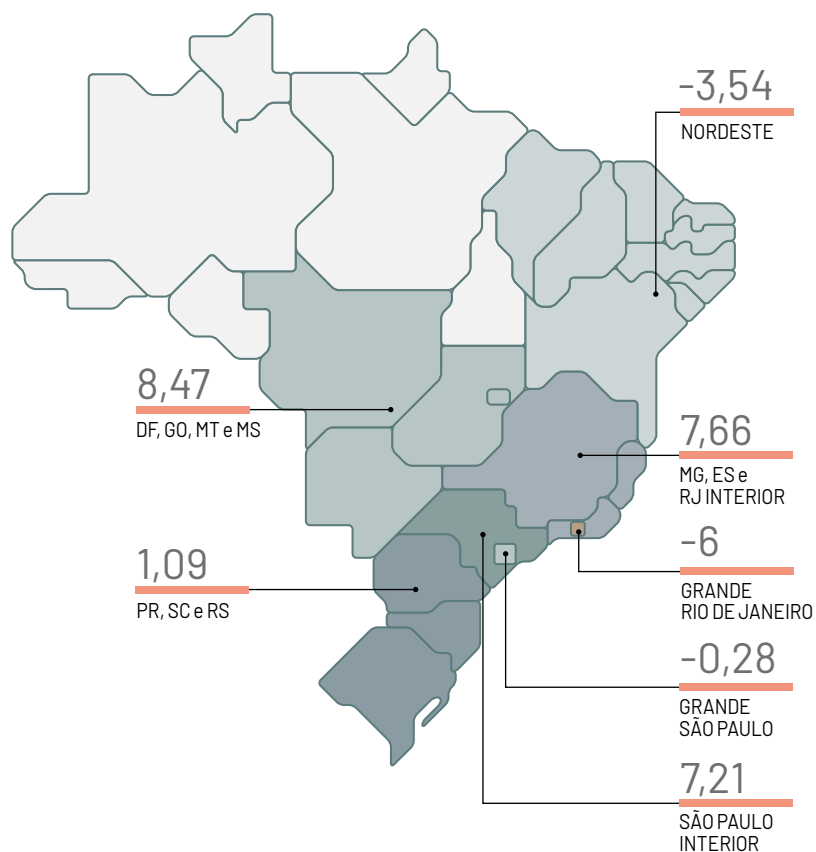 -3,54
NORDESTE
8,47
DF, GO, MT e MS
7,66
MG, ES e
RJ INTERIOR
-6
GRANDE
RIO DE JANEIRO
1,09
PR, SC e RS
-0,28
GRANDE
SÃO PAULO
7,21
SÃO PAULO
INTERIOR